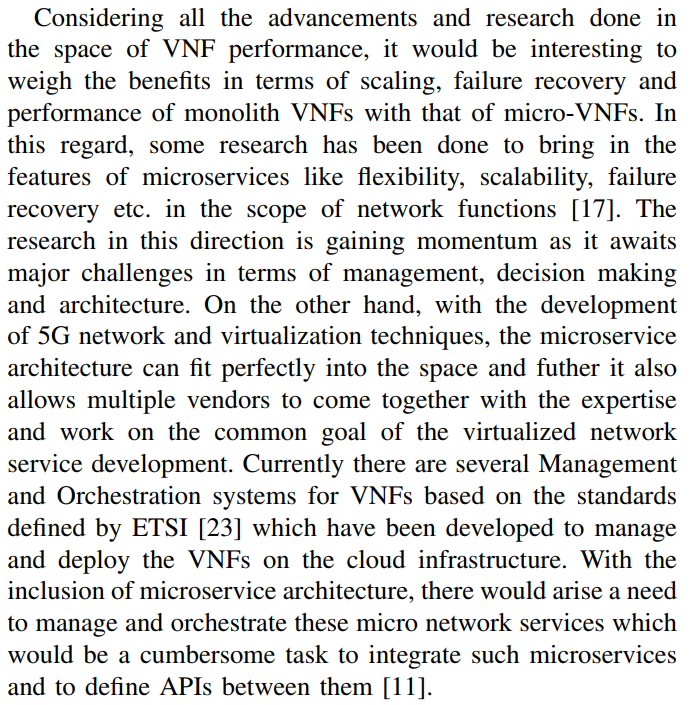 Considering all the advancements and research done in
the space of VNF performance, it would be interesting to
weigh the benefits in terms of scaling, failure recovery and
performance of monolith VNFs with that of micro-VNFs. In
this regard, some research has been done to bring in the
features of microservices like flexibility, scalability, failure
recovery etc. in the scope of network functions [17]. The
research in this direction is gaining momentum as it awaits
major challenges in terms of management, decision making
and architecture. On the other hand, with the development
of 5G network and virtualization techniques, the microservice
architecture can fit perfectly into the space and futher it also
allows multiple vendors to come together with the expertise
and work on the common goal of the virtualized network
service development. Currently there are several Management
and Orchestration systems for VNFs based on the standards
defined by ETSI [23] which have been developed to manage
and deploy the VNFs on the cloud infrastructure. With the
inclusion of microservice architecture, there would arise a need
to manage and orchestrate these micro network services which
would be a cumbersome task to integrate such microservices
and to define APIs between them [11].